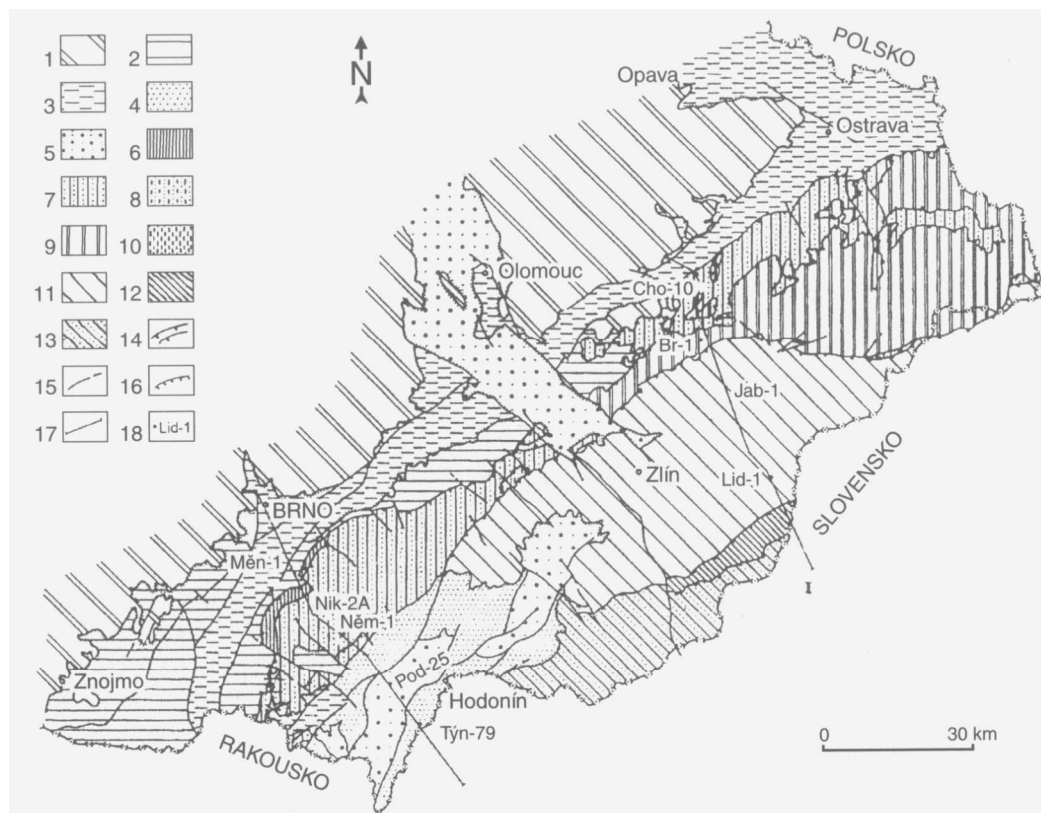 1 2
3 4
5 6
7 8
9 10
11 12
13 14
15 16
17 18 Lid-1
N
POLSKO
Opava
Ostrava
Olomouc
Cho-10
Br-1
Jab-1
Zlín
Lid-1
SLOVENSKO
BRNO
Měn-1
I
Nik-2A
Něm-1
Znojmo
Pod-25
Hodonín
Týn-79
RAKOUSKO
0 30 km